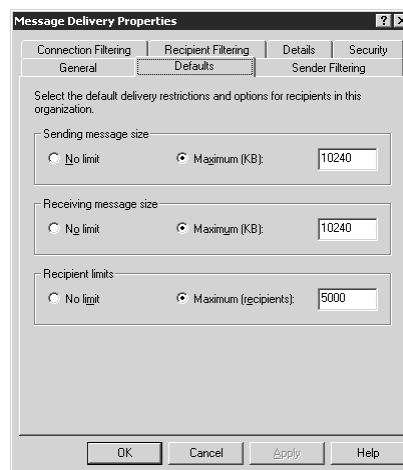 Message Delivery Properties ? X
Connection Filtering Recipient Filtering Details Security
General Defaults Sender Filtering
Select the default delivery restrictions and options for recipients in this
organization.
Sending message size
No limit Maximum (KB): 10240
Receiving message size
No limit Maximum (KB): 10240
Recipient limits
No limit Maximum (recipients): 5000
OK Cancel Apply Help